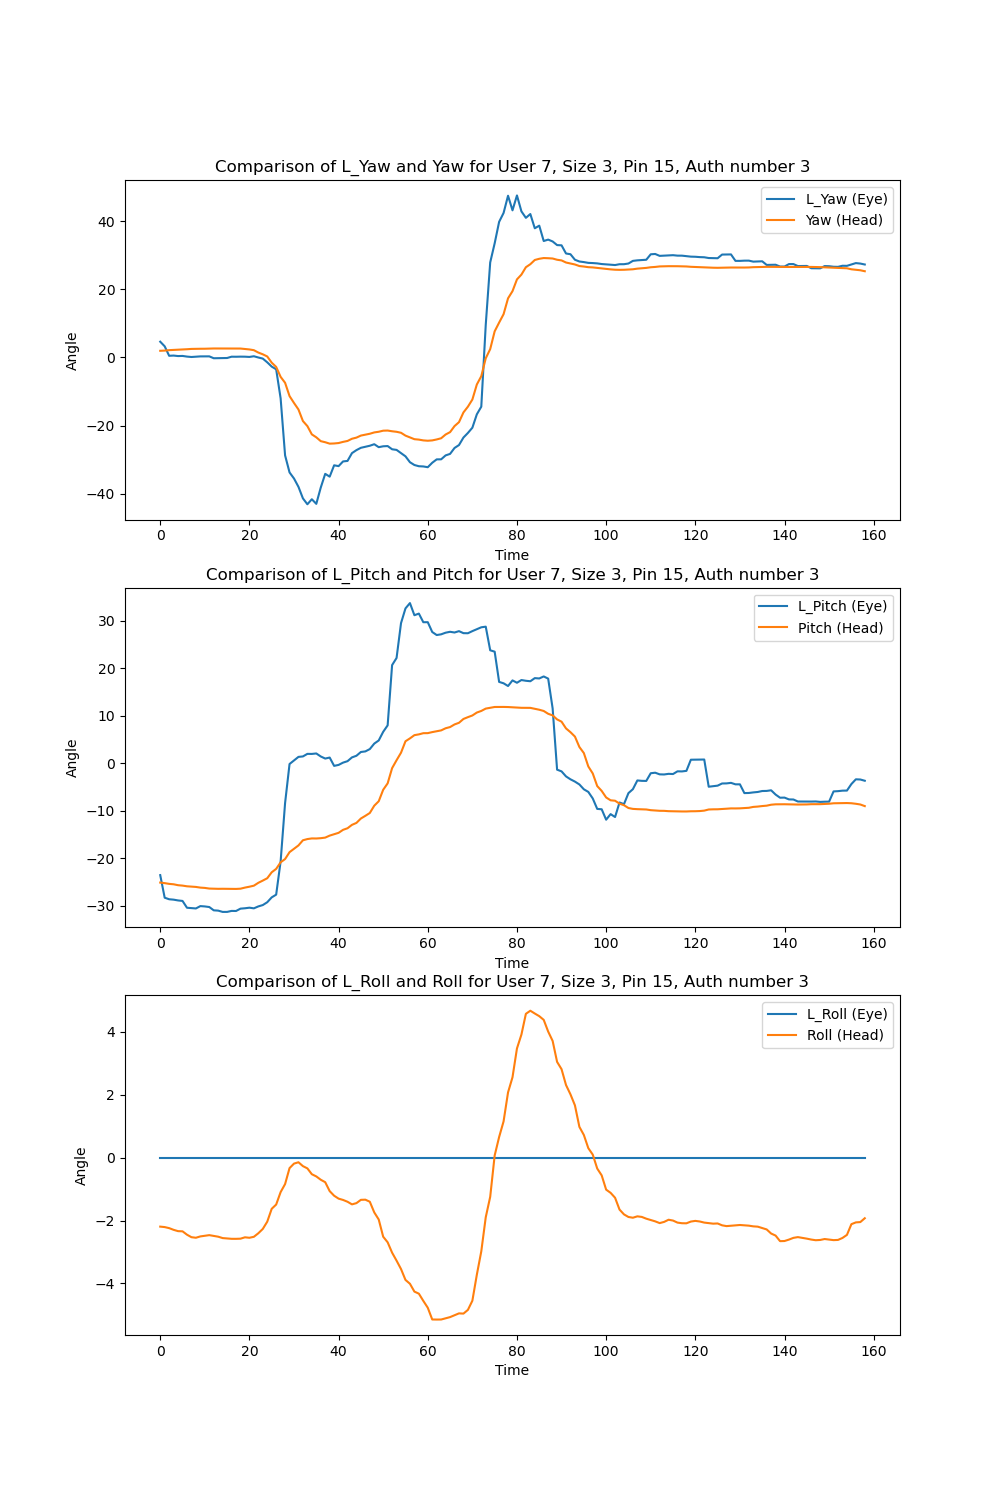 Comparison of L_Yaw and Yaw for User 7, Size 3, Pin 15, Auth number 3
L_Yaw (Eye)
Yaw (Head)
40
20
0
−20
−40
Angle
0 20 40 60 80 100 120 140 160
Time
Comparison of L_Pitch and Pitch for User 7, Size 3, Pin 15, Auth number 3
L_Pitch (Eye)
Pitch (Head)
30
20
10
0
−10
−20
−30
Angle
0 20 40 60 80 100 120 140 160
Time
Comparison of L_Roll and Roll for User 7, Size 3, Pin 15, Auth number 3
L_Roll (Eye)
Roll (Head)
4
2
0
−2
−4
Angle
0 20 40 60 80 100 120 140 160
Time